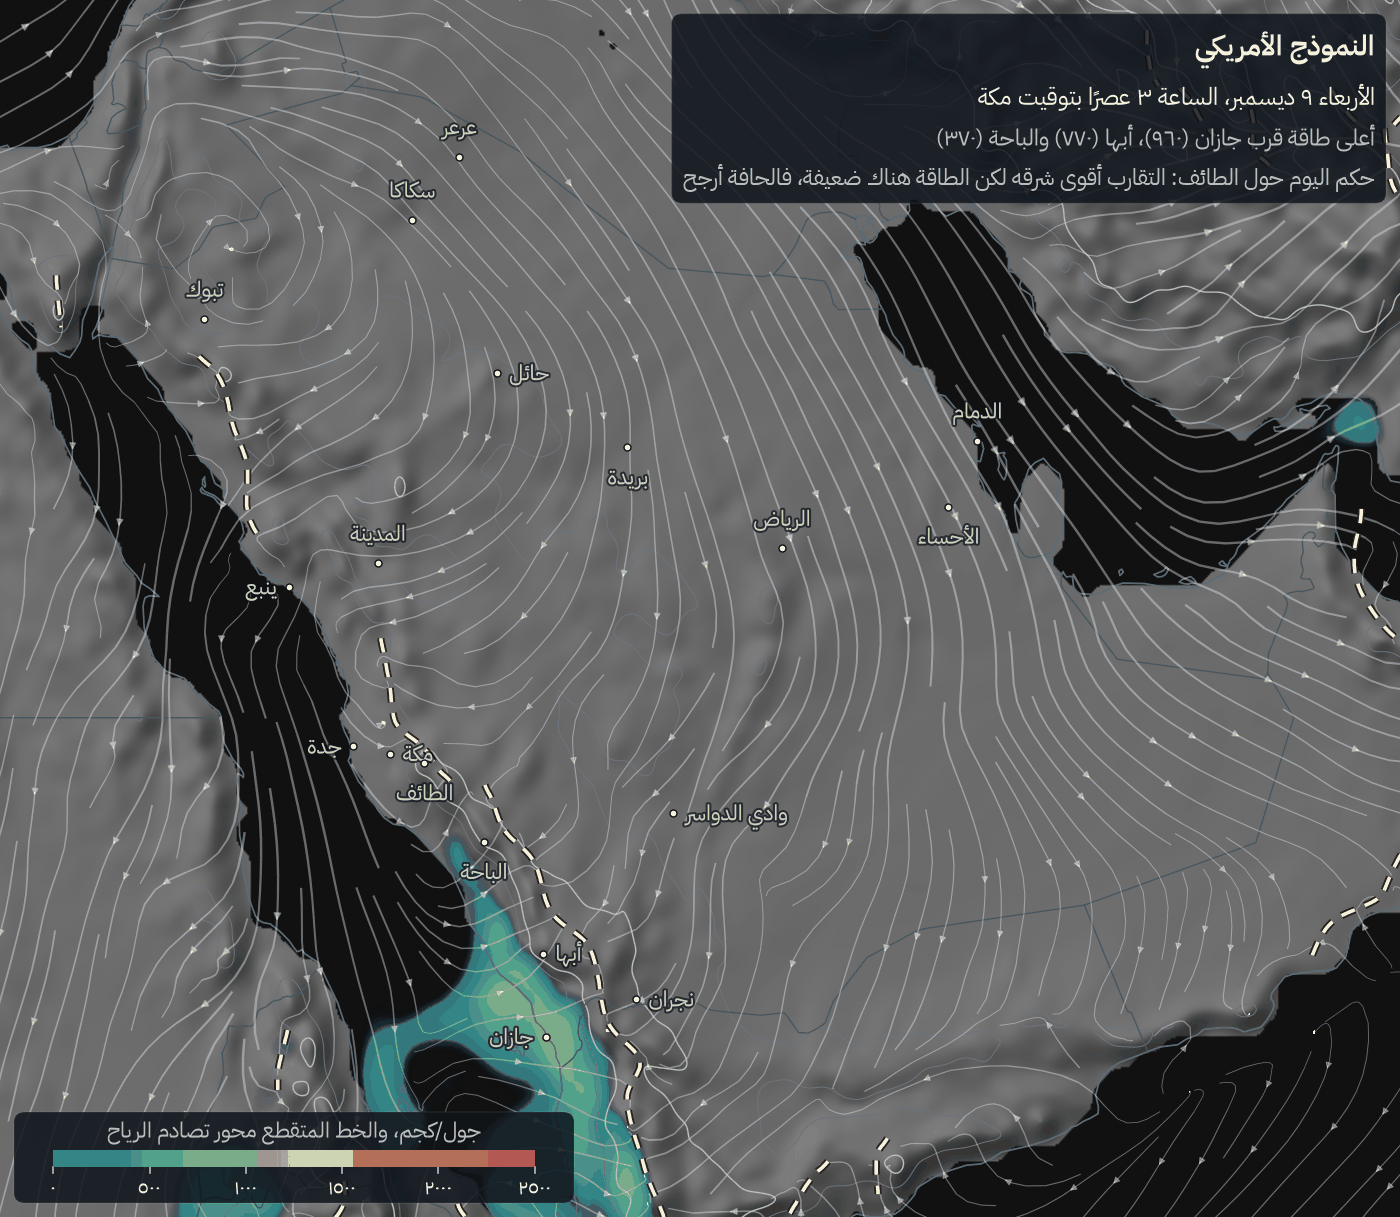 النموذج الأمريكي
الأربعاء ٩ ديسمبر، الساعة ٣ عصرًا بتوقيت مكة
أعلى طاقة قرب جازان (٩٦٠)، أبها (٧٧٠) والباحة (٣٧٠)
حكم اليوم حول الطائف: التقارب أقوى شرقه لكن الطاقة هناك ضعيفة، فالحافة أرجح
عرعر
سكاكا
تبوك
حائل
الدمام
بريدة
الرياض
الأحساء
المدينة
ينبع
جدة
مكة
الطائف
وادي الدواسر
الباحة
أبها
نجران
جازان
جول/كجم، والخط المتقطع محور تصادم الرياح
٠ ٥٠٠ ١٠٠٠ ١٥٠٠ ٢٠٠٠ ٢٥٠٠